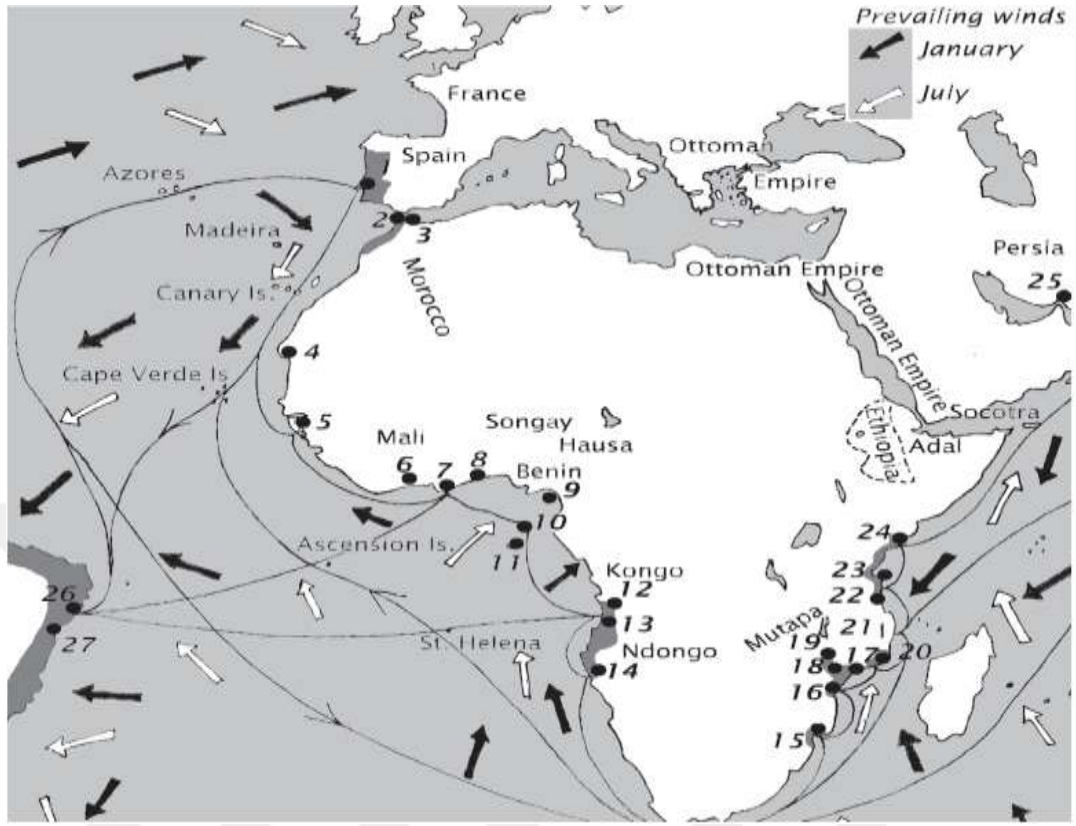 Prevailing winds
January
July
France
Spain
Ottoman
Empire
Azores
1
2
3
Madeira
Morocco
Ottoman Empire
Persia
25
Canary Is.
Ottoman Empire
4
Cape Verde Is
Socotra
Ethiopia
Adal
5
Songay
Hausa
Mali
6
7
8
Benin
9
10
Ascension Is.
11
24
23
Kongo
12
22
26
13
Mutapa
21
27
St. Helena
Ndongo
19
20
14
18
17
16
15